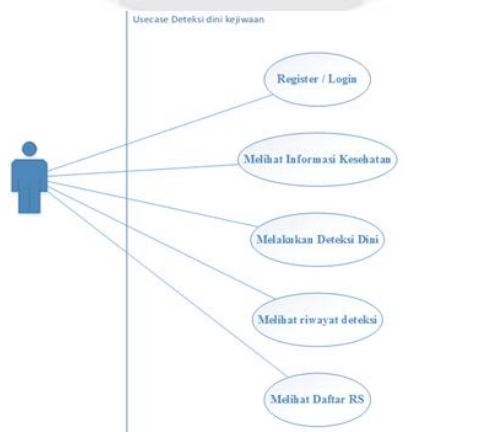 Usecase Deteksi dini kejiwaan
Register / Login
Melihat Informasi Kesehatan
Melakukan Deteksi Dini
Melihat riwayat deteksi
Melihat Daftar RS